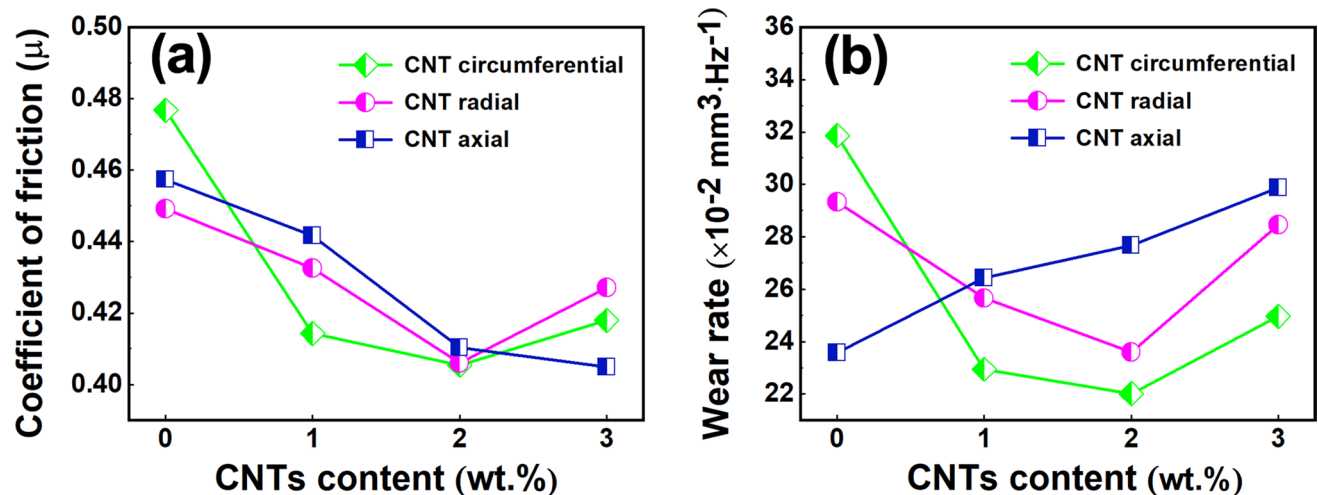 (a)
CNT circumferential
CNT radial
CNT axial
Coefficient of friction (μ)
0.50
0.48
0.46
0.44
0.42
0.40
0 1 2 3
CNTs content (wt.%)
(b)
CNT circumferential
CNT radial
CNT axial
Wear rate (×10⁻² mm³·Hz⁻¹)
36
34
32
30
28
26
24
22
0 1 2 3
CNTs content (wt.%)